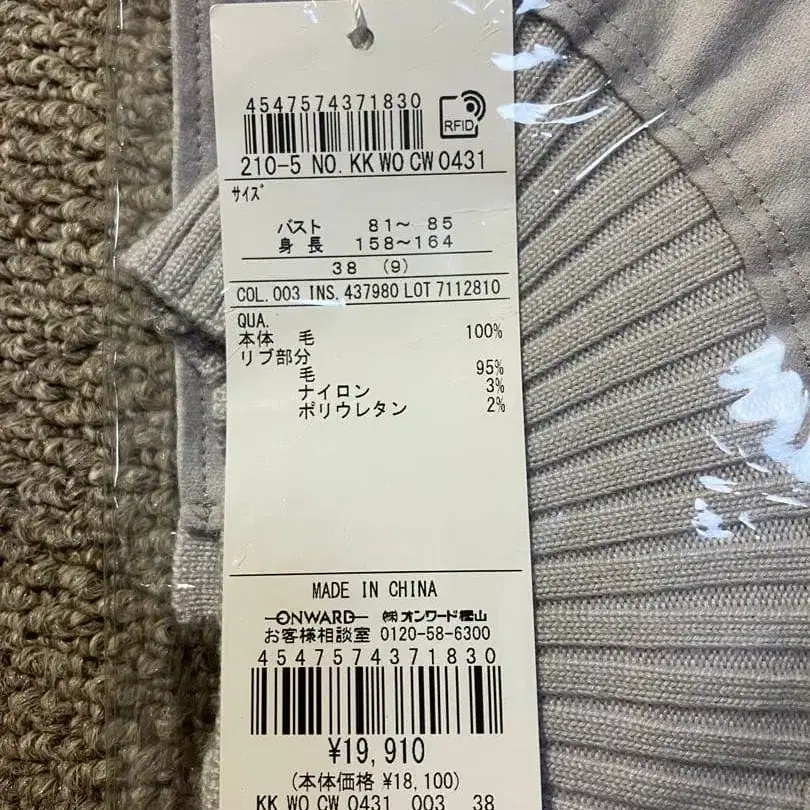 4547574371830
RFID
210-5 NO. KK WO CW 0431
サイズ
バスト 81～ 85
身長 158～164
38 (9)
COL. 003 INS. 437980 LOT 7112810
QUA.
本体 毛 100%
リブ部分
毛 95%
ナイロン 3%
ポリウレタン 2%
MADE IN CHINA
ONWARD ㈱オンワード樫山
お客様相談室 0120-58-6300
4547574371830
¥19,910
(本体価格 ¥18,100)
KK WO CW 0431 003 38